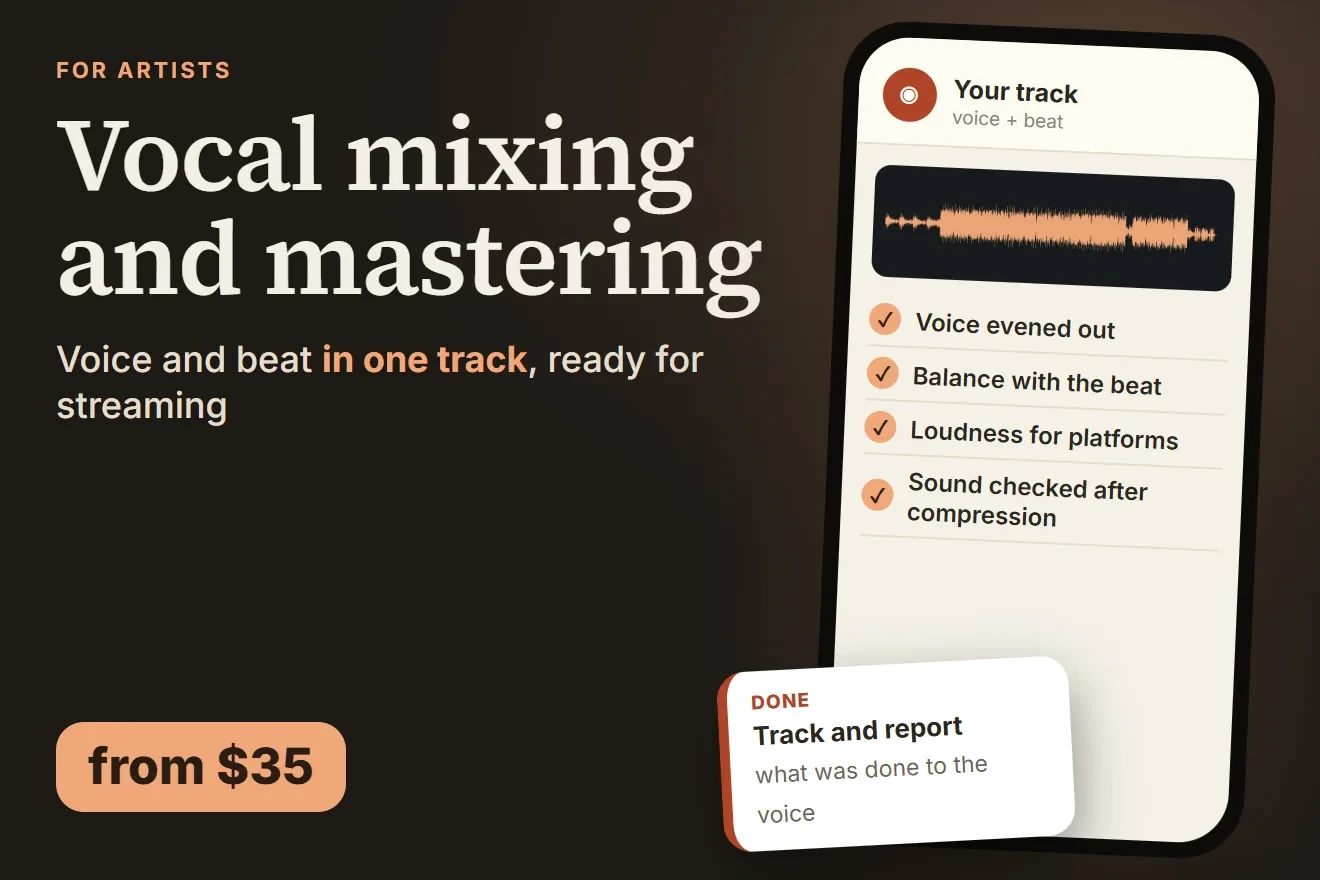 FOR ARTISTS
Vocal mixing
and mastering
Voice and beat in one track, ready for
streaming
from $35
Your track
voice + beat
✓ Voice evened out
✓ Balance with the beat
✓ Loudness for platforms
✓ Sound checked after
compression
DONE
Track and report
what was done to the
voice